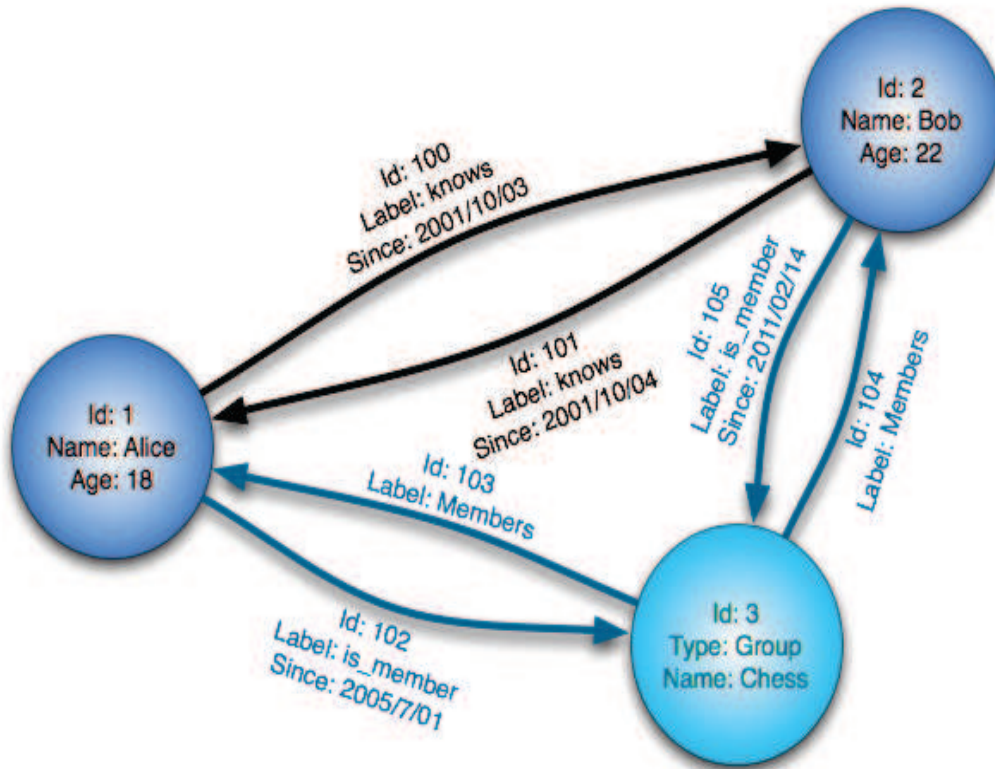 Id: 2
Name: Bob
Age: 22
Id: 100
Label: knows
Since: 2001/10/03
Id: 101
Label: knows
Since: 2001/10/04
Id: 105
Label: is_member
Since: 2011/02/14
Id: 104
Label: Members
Id: 1
Name: Alice
Age: 18
Id: 103
Label: Members
Id: 102
Label: is_member
Since: 2005/7/01
Id: 3
Type: Group
Name: Chess